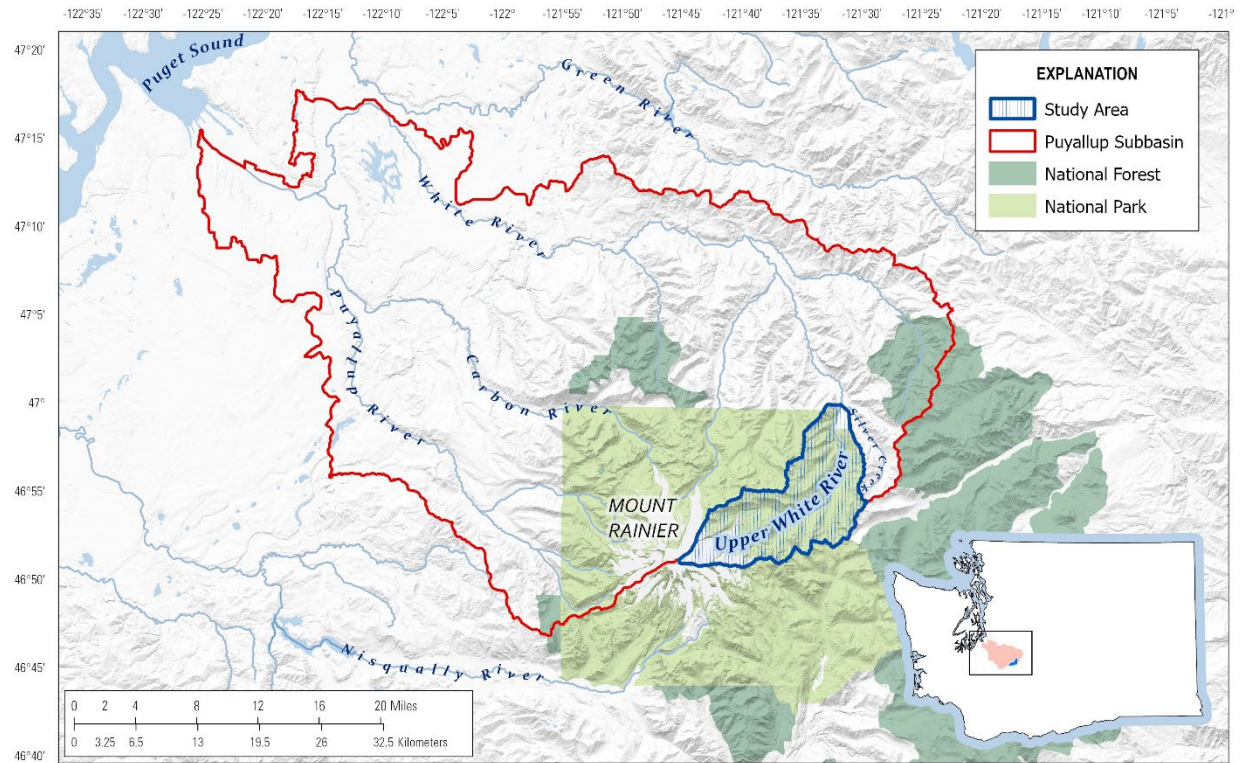 -122°35' -122°30' -122°25' -122°20' -122°15' -122°10' -122°5' -122° -121°55' -121°50' -121°45' -121°40' -121°35' -121°30' -121°25' -121°20' -121°15' -121°10' -121°5' -121°
47°20'
47°15'
47°10'
47°5'
47°
46°55'
46°50'
46°45'
46°40'
Puget Sound
Green River
White River
Puyallup River
Carbon River
Silver Creek
Upper White River
MOUNT
RAINIER
Nisqually River
EXPLANATION
Study Area
Puyallup Subbasin
National Forest
National Park
0 2 4 8 12 16 20 Miles
0 3.25 6.5 13 19.5 26 32.5 Kilometers